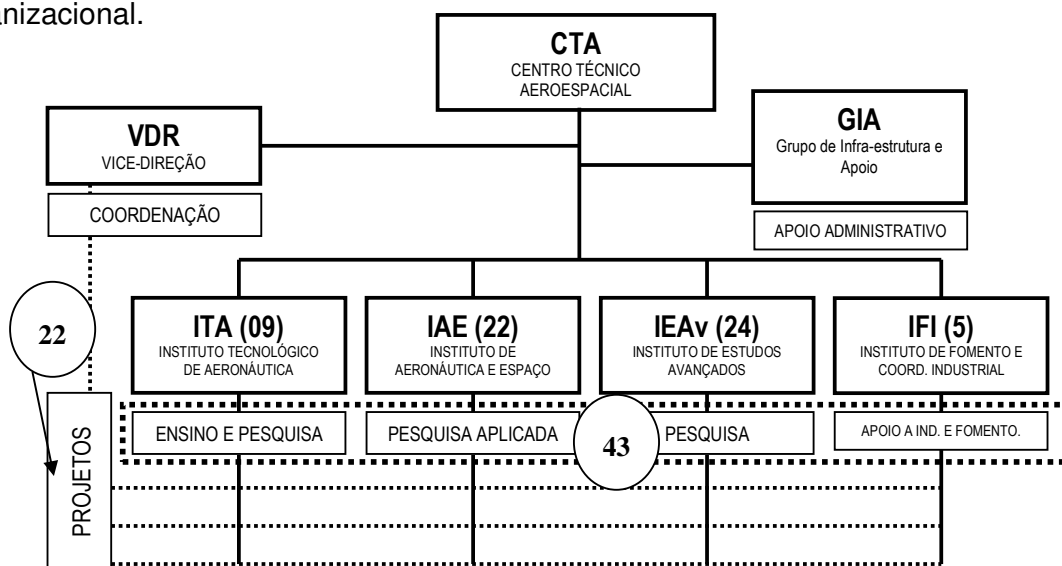 anizacional.
CTA
CENTRO TÉCNICO
AEROESPACIAL
VDR
VICE-DIREÇÃO
COORDENAÇÃO
GIA
Grupo de Infra-estrutura e
Apoio
APOIO ADMINISTRATIVO
22
ITA (09)
INSTITUTO TECNOLÓGICO
DE AERONÁUTICA
IAE (22)
INSTITUTO DE
AERONÁUTICA E ESPAÇO
IEAv (24)
INSTITUTO DE ESTUDOS
AVANÇADOS
IFI (5)
INSTITUTO DE FOMENTO E
COORD. INDUSTRIAL
ENSINO E PESQUISA
PESQUISA APLICADA
43
PESQUISA
APOIO A IND. E FOMENTO.
PROJETOS